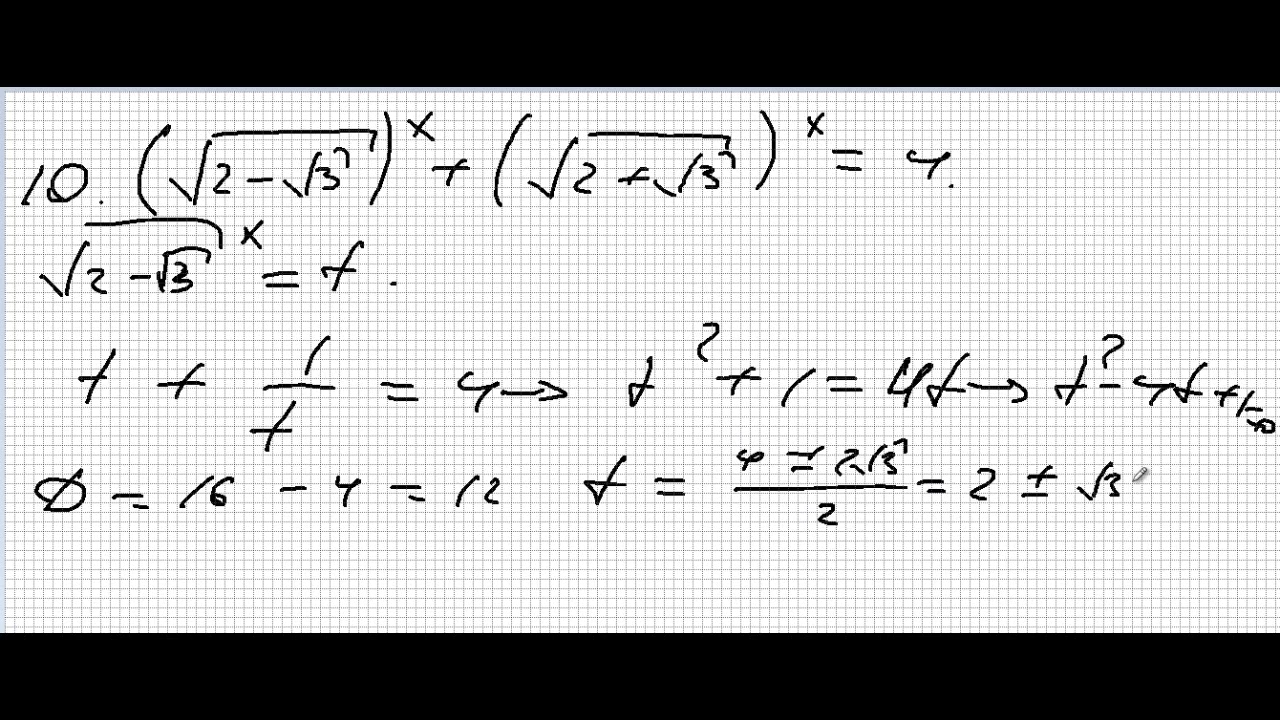 10. (√(2 - √3))^x + (√(2 + √3))^x = 4.
√(2 - √3)^x = t.
t + 1/t = 4 → t² + 1 = 4t → t² - 4t + 1 = 0
D = 16 - 4 = 12 t = (4 ± 2√3)/2 = 2 ± √3